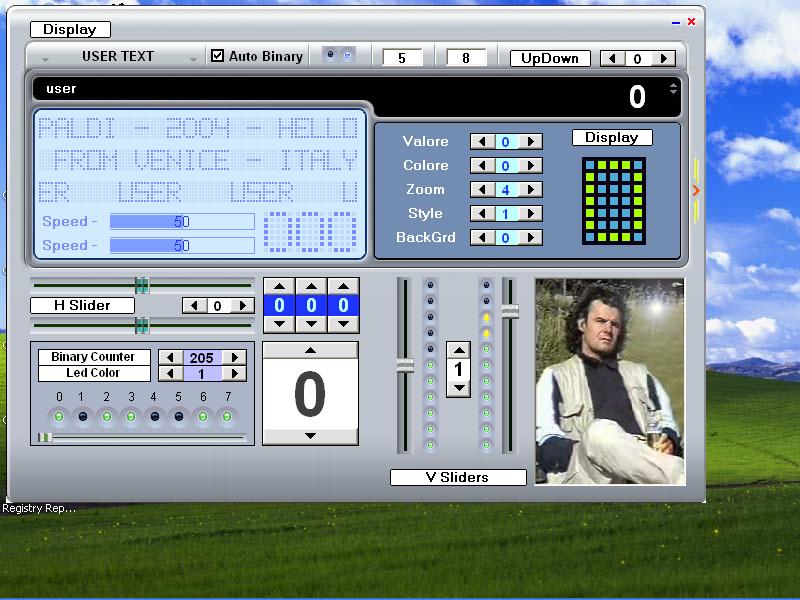 Display
USER TEXT Auto Binary 5 8 UpDown 0
user 0
PALDI - 2004 - HELLO
FROM VENICE - ITALY
ER USER USER U
Speed - 50
Speed - 50
000
Valore 0
Colore 0
Zoom 4
Style 1
BackGrd 0
Display
H Slider 0
0 0 0
Binary Counter 205
Led Color 1
0 1 2 3 4 5 6 7
0
1
V Sliders
Registry Rep...